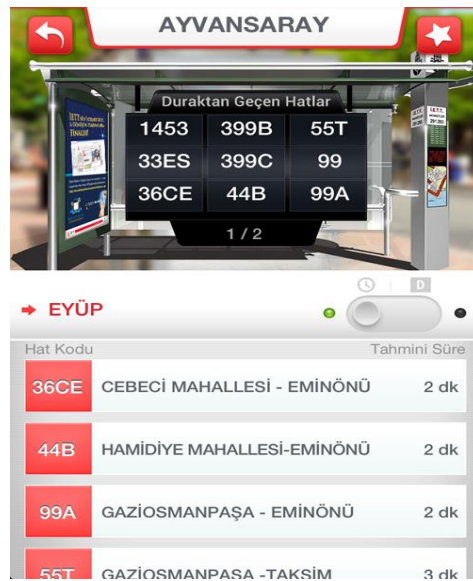 AYVANSARAY
Duraktan Geçen Hatlar
1453 399B 55T
33ES 399C 99
36CE 44B 99A
1 / 2
D
EYÜP
Hat Kodu Tahmini Süre
36CE CEBECİ MAHALLESİ - EMİNÖNÜ 2 dk
44B HAMİDİYE MAHALLESİ-EMİNÖNÜ 2 dk
99A GAZİOSMANPAŞA - EMİNÖNÜ 2 dk
55T GAZİOSMANPAŞA -TAKSİM 3 dk